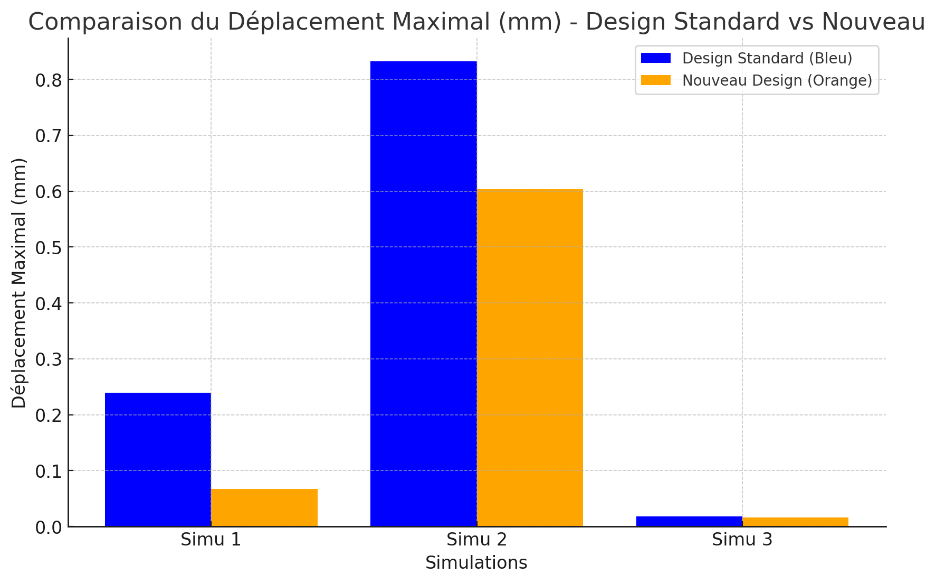 Comparaison du Déplacement Maximal (mm) - Design Standard vs Nouveau
Design Standard (Bleu)
Nouveau Design (Orange)
Déplacement Maximal (mm)
0.8
0.7
0.6
0.5
0.4
0.3
0.2
0.1
0.0
Simu 1
Simu 2
Simu 3
Simulations